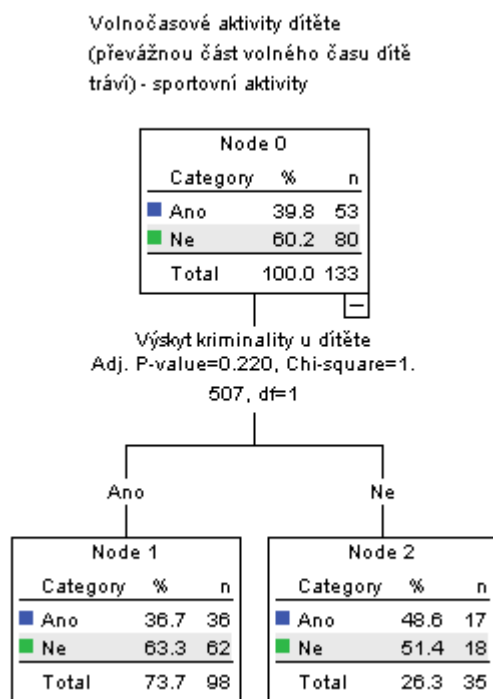 Volnočasové aktivity dítěte
(převážnou část volného času dítě
tráví) - sportovní aktivity
Node 0
Category % n
Ano 39.8 53
Ne 60.2 80
Total 100.0 133
Výskyt kriminality u dítěte
Adj. P-value=0.220, Chi-square=1.
507, df=1
Ano
Ne
Node 1
Category % n
Ano 36.7 36
Ne 63.3 62
Total 73.7 98
Node 2
Category % n
Ano 48.6 17
Ne 51.4 18
Total 26.3 35